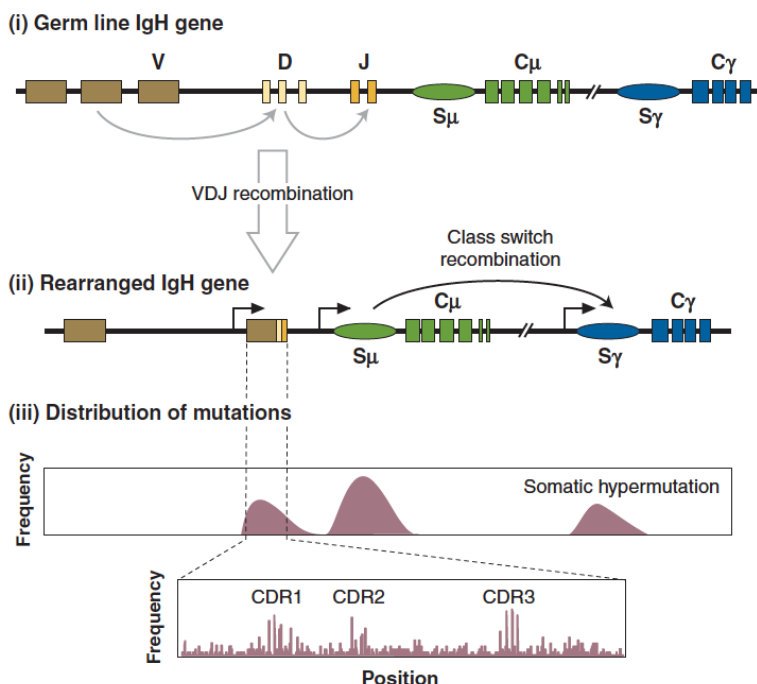 (i) Germ line IgH gene
V D J Cμ Cγ
Sμ Sγ
VDJ recombination
Class switch
recombination
(ii) Rearranged IgH gene
Cμ Cγ
Sμ Sγ
(iii) Distribution of mutations
Frequency
Somatic hypermutation
Frequency
CDR1 CDR2 CDR3
Position